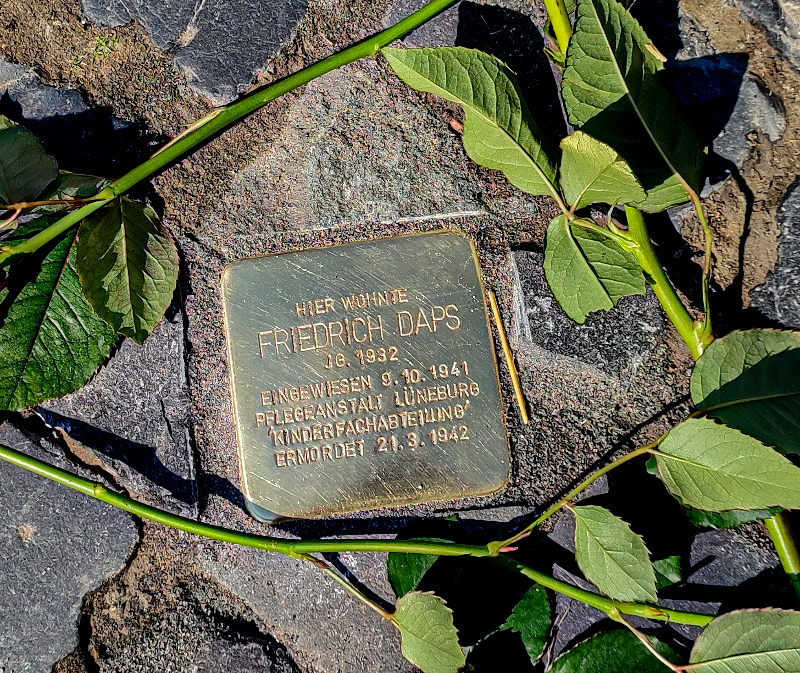 HIER WOHNTE
FRIEDRICH DAPS
JG. 1932
EINGEWIESEN 9.10.1941
PFLEGEANSTALT LÜNEBURG
'KINDERFACHABTEILUNG'
ERMORDET 21.3.1942